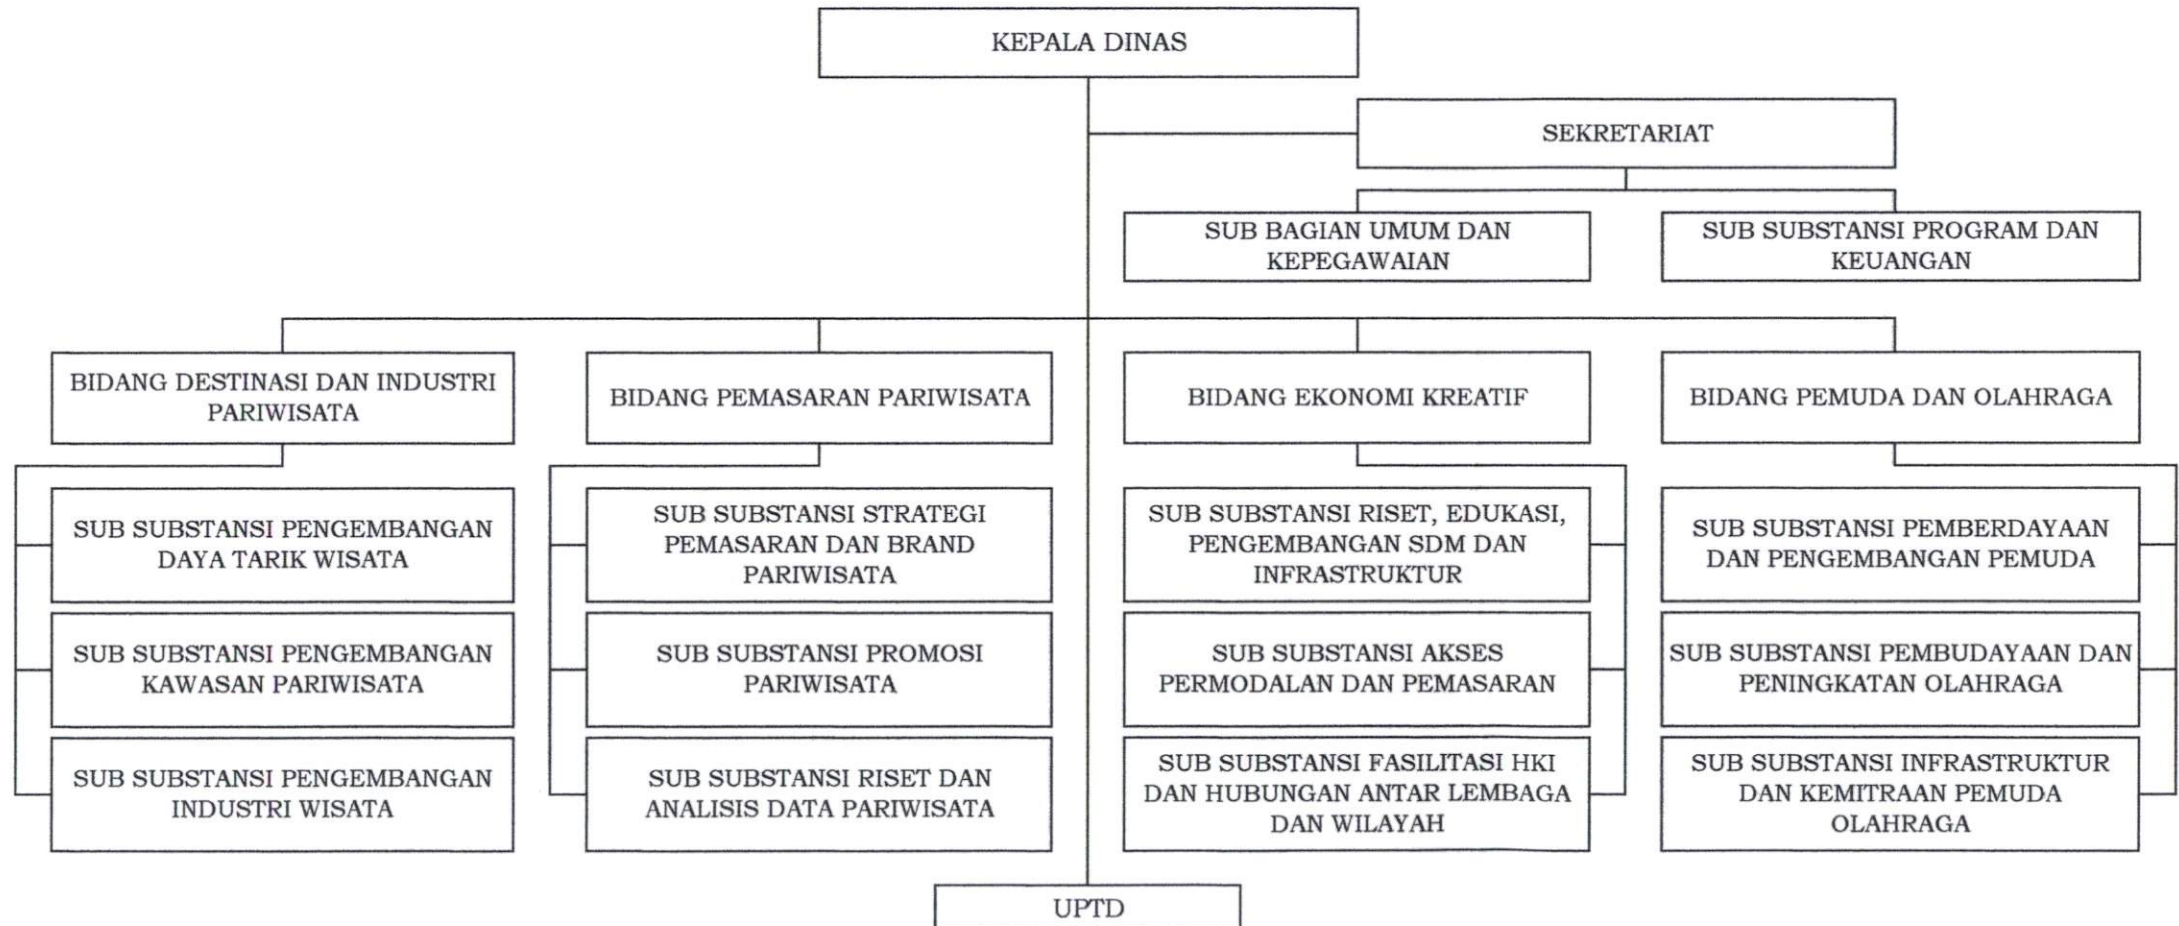 KEPALA DINAS
SEKRETARIAT
SUB BAGIAN UMUM DAN
KEPEGAWAIAN
SUB SUBSTANSI PROGRAM DAN
KEUANGAN
BIDANG DESTINASI DAN INDUSTRI
PARIWISATA
BIDANG PEMASARAN PARIWISATA
BIDANG EKONOMI KREATIF
BIDANG PEMUDA DAN OLAHRAGA
SUB SUBSTANSI PENGEMBANGAN
DAYA TARIK WISATA
SUB SUBSTANSI STRATEGI
PEMASARAN DAN BRAND
PARIWISATA
SUB SUBSTANSI RISET, EDUKASI,
PENGEMBANGAN SDM DAN
INFRASTRUKTUR
SUB SUBSTANSI PEMBERDAYAAN
DAN PENGEMBANGAN PEMUDA
SUB SUBSTANSI PENGEMBANGAN
KAWASAN PARIWISATA
SUB SUBSTANSI PROMOSI
PARIWISATA
SUB SUBSTANSI AKSES
PERMODALAN DAN PEMASARAN
SUB SUBSTANSI PEMBUDAYAAN DAN
PENINGKATAN OLAHRAGA
SUB SUBSTANSI PENGEMBANGAN
INDUSTRI WISATA
SUB SUBSTANSI RISET DAN
ANALISIS DATA PARIWISATA
SUB SUBSTANSI FASILITASI HKI
DAN HUBUNGAN ANTAR LEMBAGA
DAN WILAYAH
SUB SUBSTANSI INFRASTRUKTUR
DAN KEMITRAAN PEMUDA
OLAHRAGA
UPTD